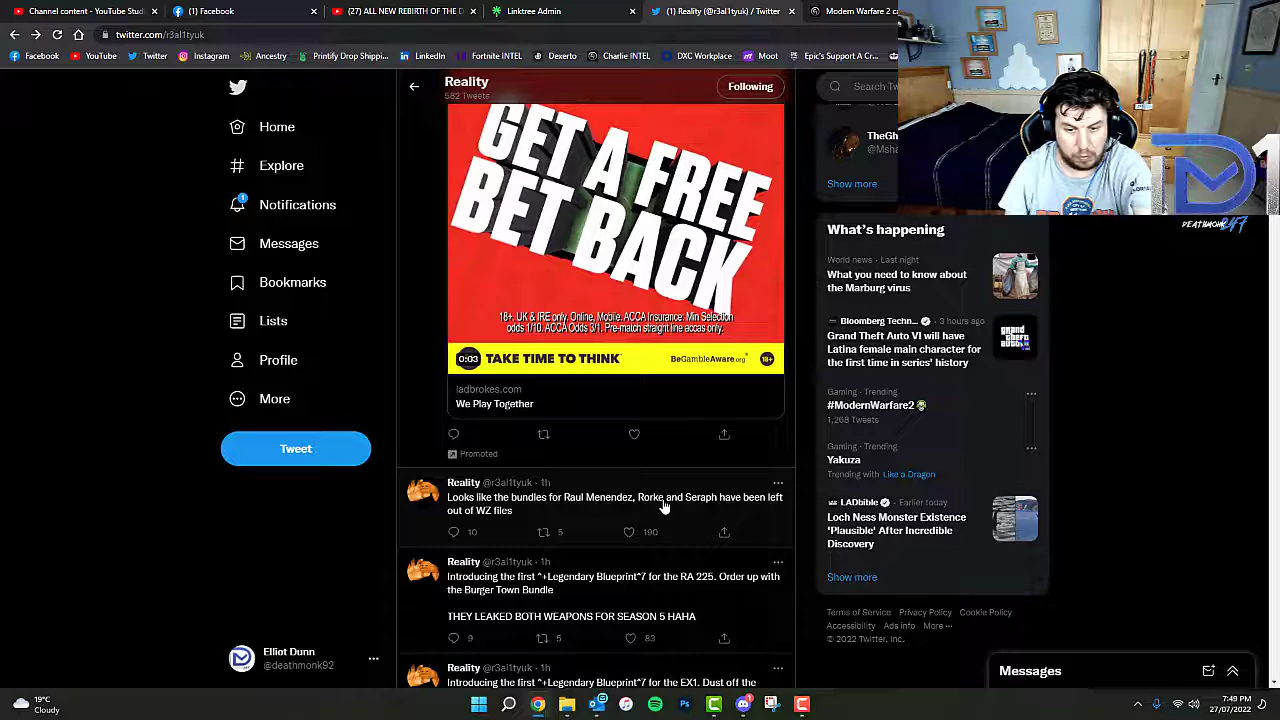 Channel content - YouTube Studi
(1) Facebook
(27) ALL NEW REBIRTH OF THE D
Linktree Admin
(1) Reality (@r3al1tyuk) / Twitter
Modern Warfare 2 ca
twitter.com/r3al1tyuk
Facebook
YouTube
Twitter
Instagram
Printify Drop Shippi...
LinkedIn
Fortnite INTEL
Dexerto
Charlie INTEL
DXC Workplace
Moot
Epic's Support A Cr...
Reality
582 Tweets
Following
Search Tw
Home
Explore
Notifications
Messages
Bookmarks
Lists
Profile
More
Tweet
GET A FREE
BET BACK
18+. UK & IRE only. Online, Mobile. ACCA Insurance: Min Selection
odds 1/10. ACCA Odds 3/1. Pre-match straight line accas only.
0:03 TAKE TIME TO THINK
BeGambleAware.org
18+
ladbrokes.com
We Play Together
Promoted
Reality @r3al1tyuk · 1h
Looks like the bundles for Raul Menendez, Rorke and Seraph have been left
out of WZ files
10 5 190
Reality @r3al1tyuk · 1h
Introducing the first ^+Legendary Blueprint^7 for the RA 225. Order up with
the Burger Town Bundle
THEY LEAKED BOTH WEAPONS FOR SEASON 5 HAHA
9 5 83
Reality @r3al1tyuk · 1h
Introducing the first ^+Legendary Blueprint^7 for the EX1. Dust off the
TheGh
@Msha
Show more
What's happening
World news · Last night
What you need to know about
the Marburg virus
Bloomberg Techn... · 3 hours ago
Grand Theft Auto VI will have
Latina female main character for
the first time in series' history
Gaming · Trending
#ModernWarfare2
1,268 Tweets
Gaming · Trending
Yakuza
Trending with Like a Dragon
LADbible · Earlier today
Loch Ness Monster Existence
'Plausible' After Incredible
Discovery
Show more
Terms of Service Privacy Policy Cookie Policy
Accessibility Ads info More ···
© 2022 Twitter, Inc.
Messages
DEATHMONK 247
Elliot Dunn
@deathmonk92
19°C
Cloudy
7:49 PM
27/07/2022